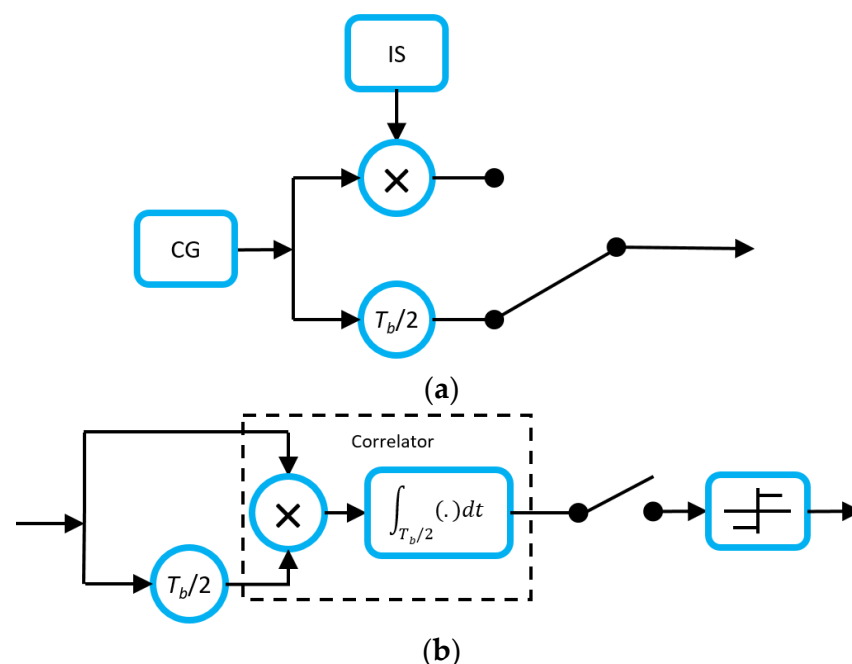 IS
×
CG
T_b/2
(a)
Correlator
×
∫_{T_b/2}(.)dt
T_b/2
(b)